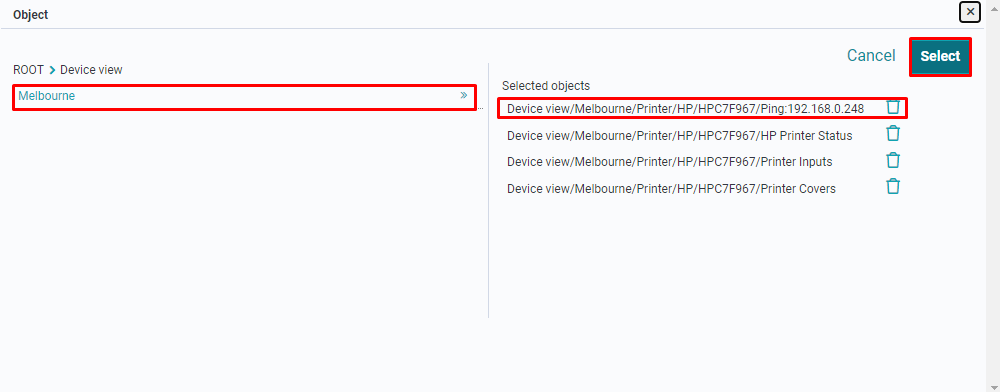 Object
Cancel
Select
ROOT > Device view
Melbourne »
Selected objects
Device view/Melbourne/Printer/HP/HPC7F967/Ping:192.168.0.248
Device view/Melbourne/Printer/HP/HPC7F967/HP Printer Status
Device view/Melbourne/Printer/HP/HPC7F967/Printer Inputs
Device view/Melbourne/Printer/HP/HPC7F967/Printer Covers